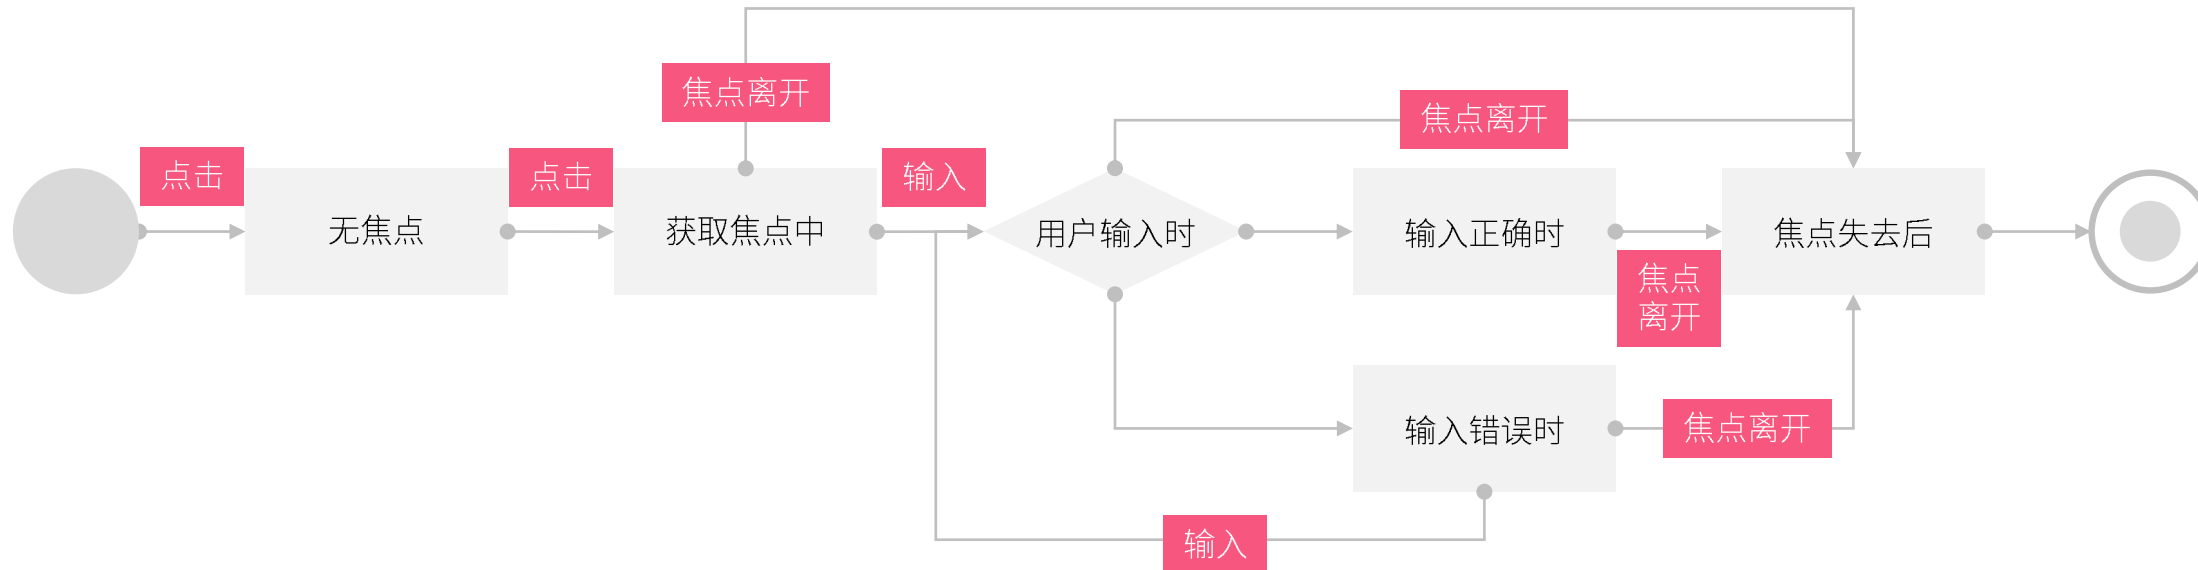 焦点离开
焦点离开
点击
点击
输入
无焦点
获取焦点中
用户输入时
输入正确时
焦点失去后
焦点
离开
输入错误时
焦点离开
输入